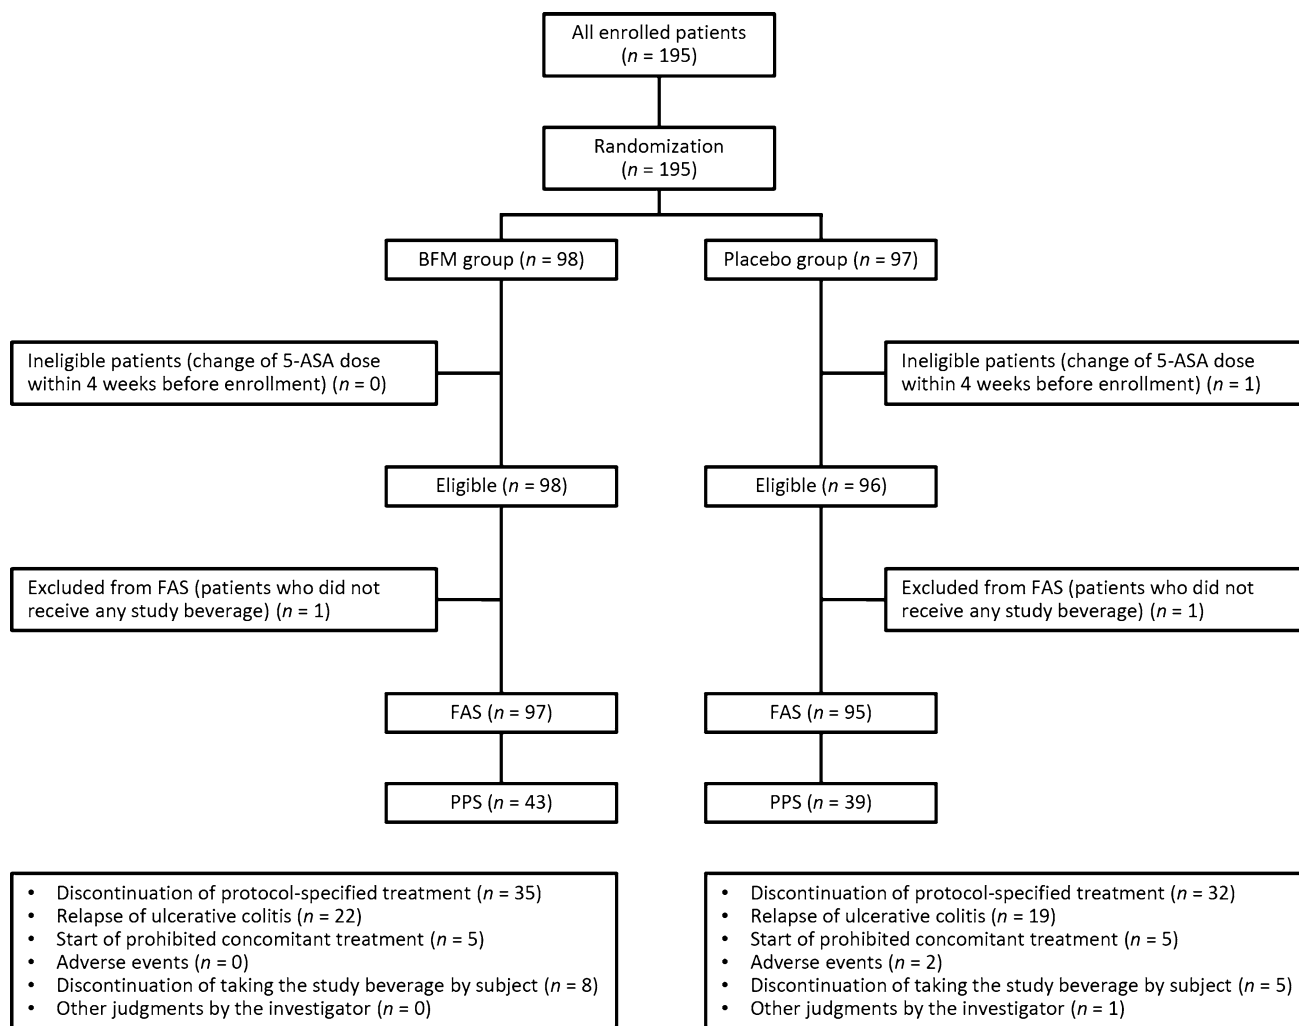 All enrolled patients
(n = 195)
Randomization
(n = 195)
BFM group (n = 98)
Placebo group (n = 97)
Ineligible patients (change of 5-ASA dose
within 4 weeks before enrollment) (n = 0)
Ineligible patients (change of 5-ASA dose
within 4 weeks before enrollment) (n = 1)
Eligible (n = 98)
Eligible (n = 96)
Excluded from FAS (patients who did not
receive any study beverage) (n = 1)
Excluded from FAS (patients who did not
receive any study beverage) (n = 1)
FAS (n = 97)
FAS (n = 95)
PPS (n = 43)
PPS (n = 39)
• Discontinuation of protocol-specified treatment (n = 35)
• Relapse of ulcerative colitis (n = 22)
• Start of prohibited concomitant treatment (n = 5)
• Adverse events (n = 0)
• Discontinuation of taking the study beverage by subject (n = 8)
• Other judgments by the investigator (n = 0)
• Discontinuation of protocol-specified treatment (n = 32)
• Relapse of ulcerative colitis (n = 19)
• Start of prohibited concomitant treatment (n = 5)
• Adverse events (n = 2)
• Discontinuation of taking the study beverage by subject (n = 5)
• Other judgments by the investigator (n = 1)